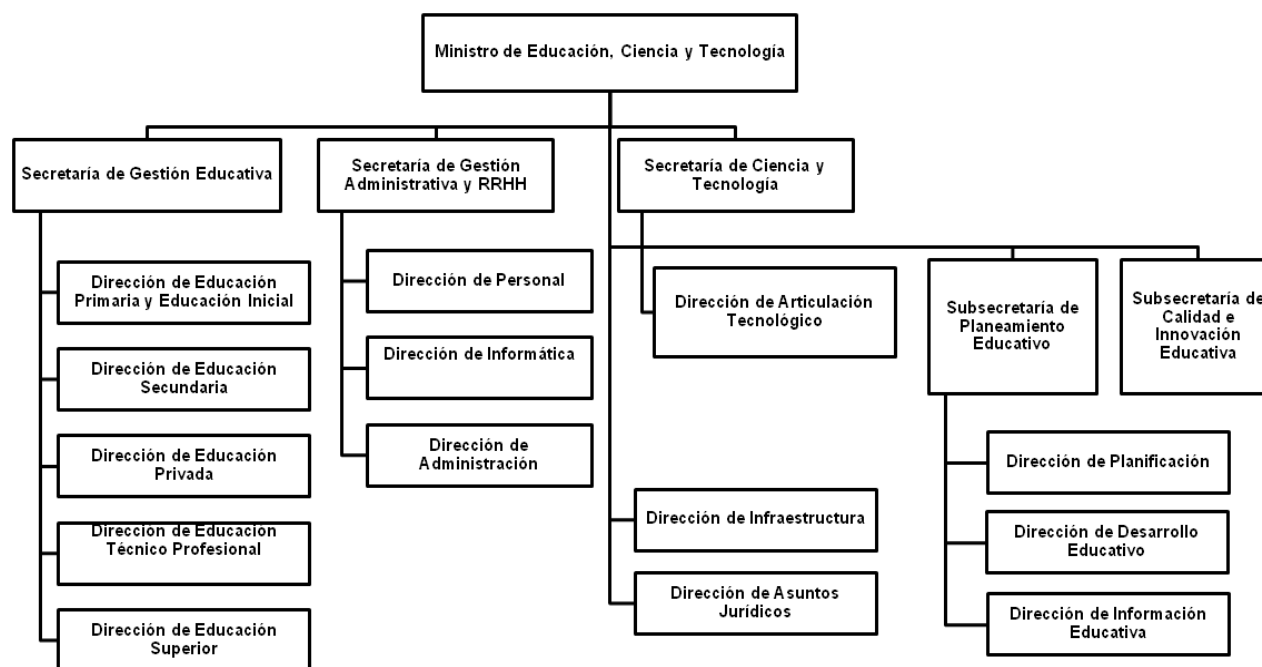 Ministro de Educación, Ciencia y Tecnología
Secretaría de Gestión Educativa
Secretaría de Gestión
Administrativa y RRHH
Secretaría de Ciencia y
Tecnología
Dirección de Educación
Primaria y Educación Inicial
Dirección de Educación
Secundaria
Dirección de Educación
Privada
Dirección de Educación
Técnico Profesional
Dirección de Educación
Superior
Dirección de Personal
Dirección de Informática
Dirección de
Administración
Dirección de Articulación
Tecnológico
Dirección de Infraestructura
Dirección de Asuntos
Jurídicos
Subsecretaría de
Planeamiento
Educativo
Subsecretaría de
Calidad e
Innovación
Educativa
Dirección de Planificación
Dirección de Desarrollo
Educativo
Dirección de Información
Educativa